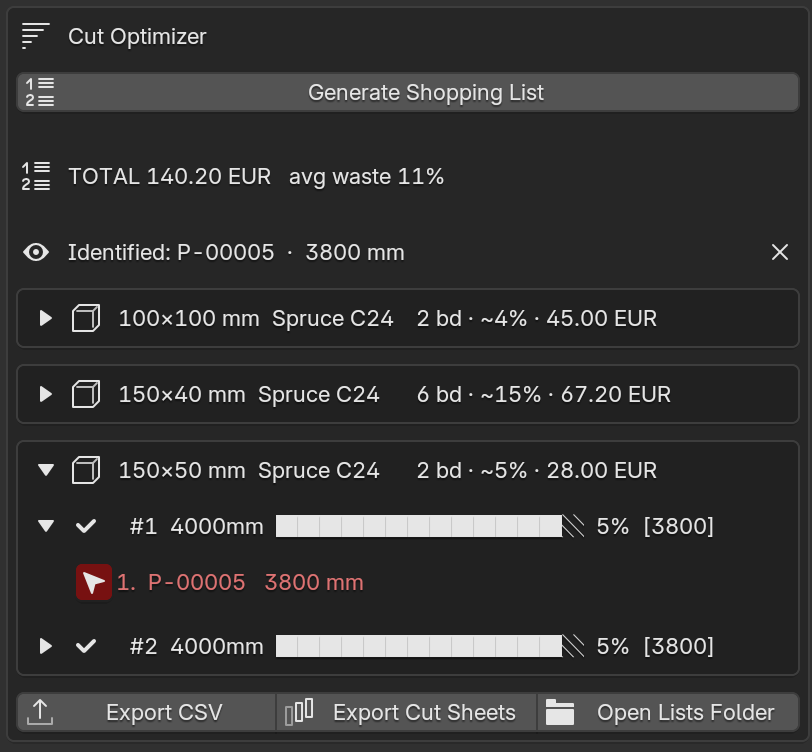 Cut Optimizer
Generate Shopping List
TOTAL 140.20 EUR avg waste 11%
Identified: P-00005 · 3800 mm
100×100 mm Spruce C24 2 bd · ~4% · 45.00 EUR
150×40 mm Spruce C24 6 bd · ~15% · 67.20 EUR
150×50 mm Spruce C24 2 bd · ~5% · 28.00 EUR
#1 4000mm 5% [3800]
1. P-00005 3800 mm
#2 4000mm 5% [3800]
Export CSV Export Cut Sheets Open Lists Folder